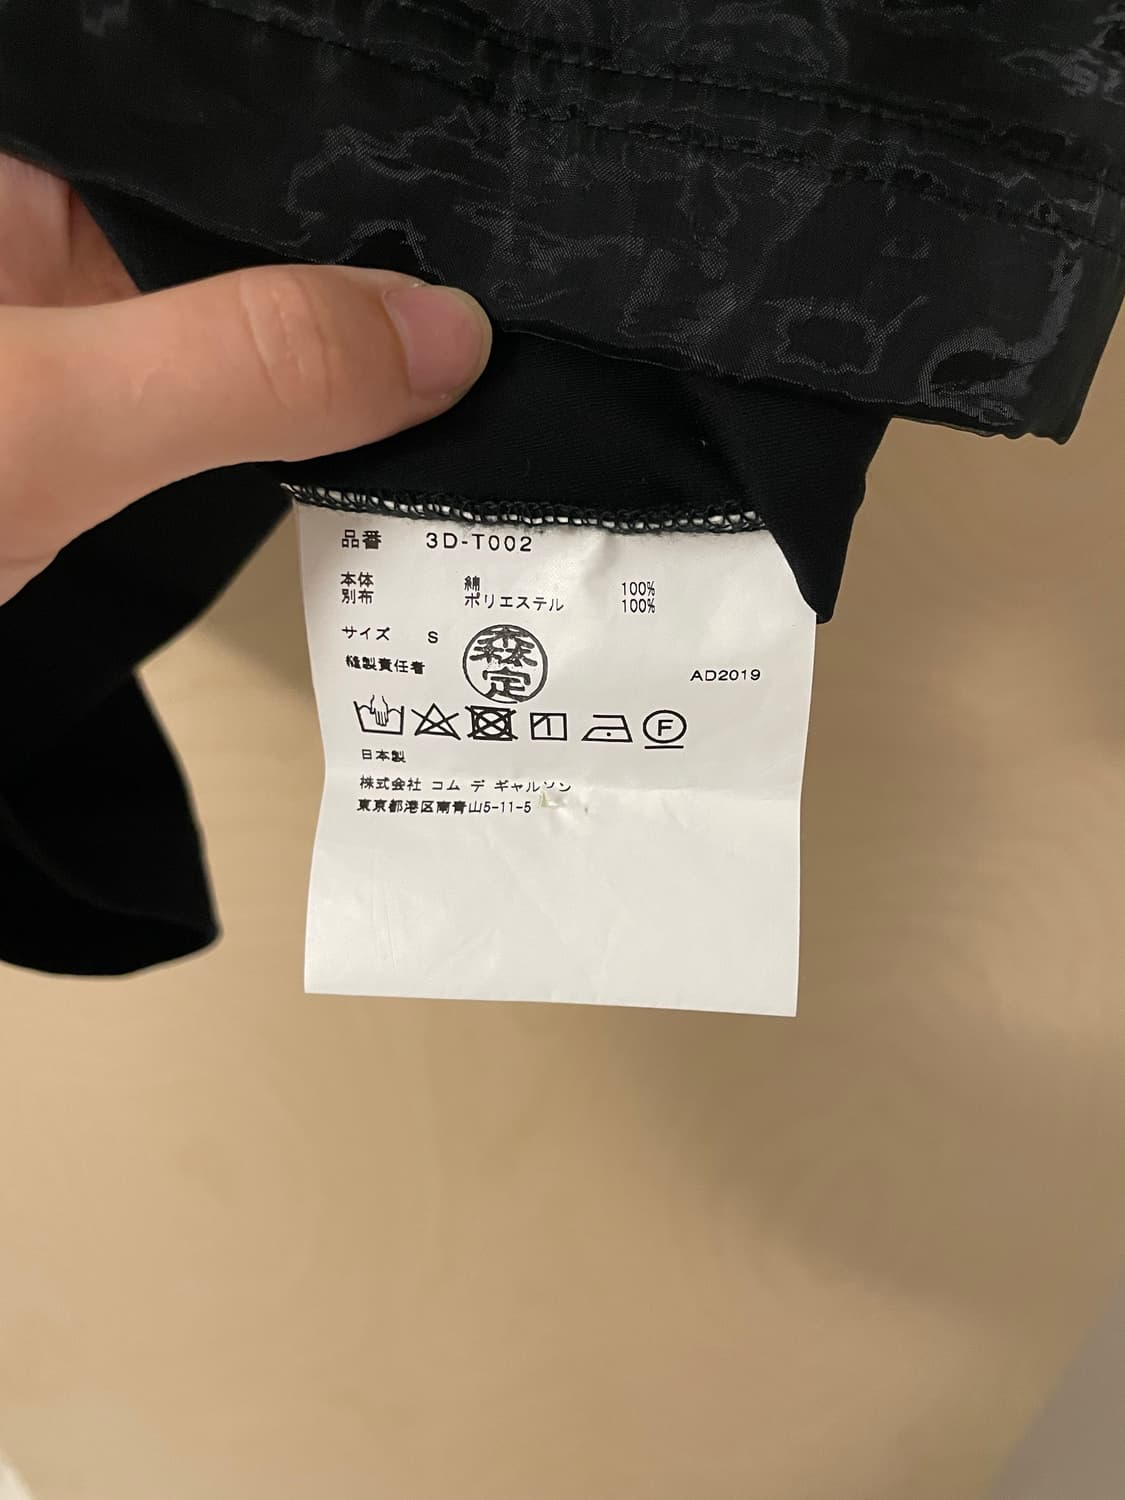 品番 3D-T002
本体 綿 100%
別布 ポリエステル 100%
サイズ S
縫製責任者 森定
AD2019
F
日本製
株式会社 コム デ ギャルソン
東京都港区南青山5-11-5